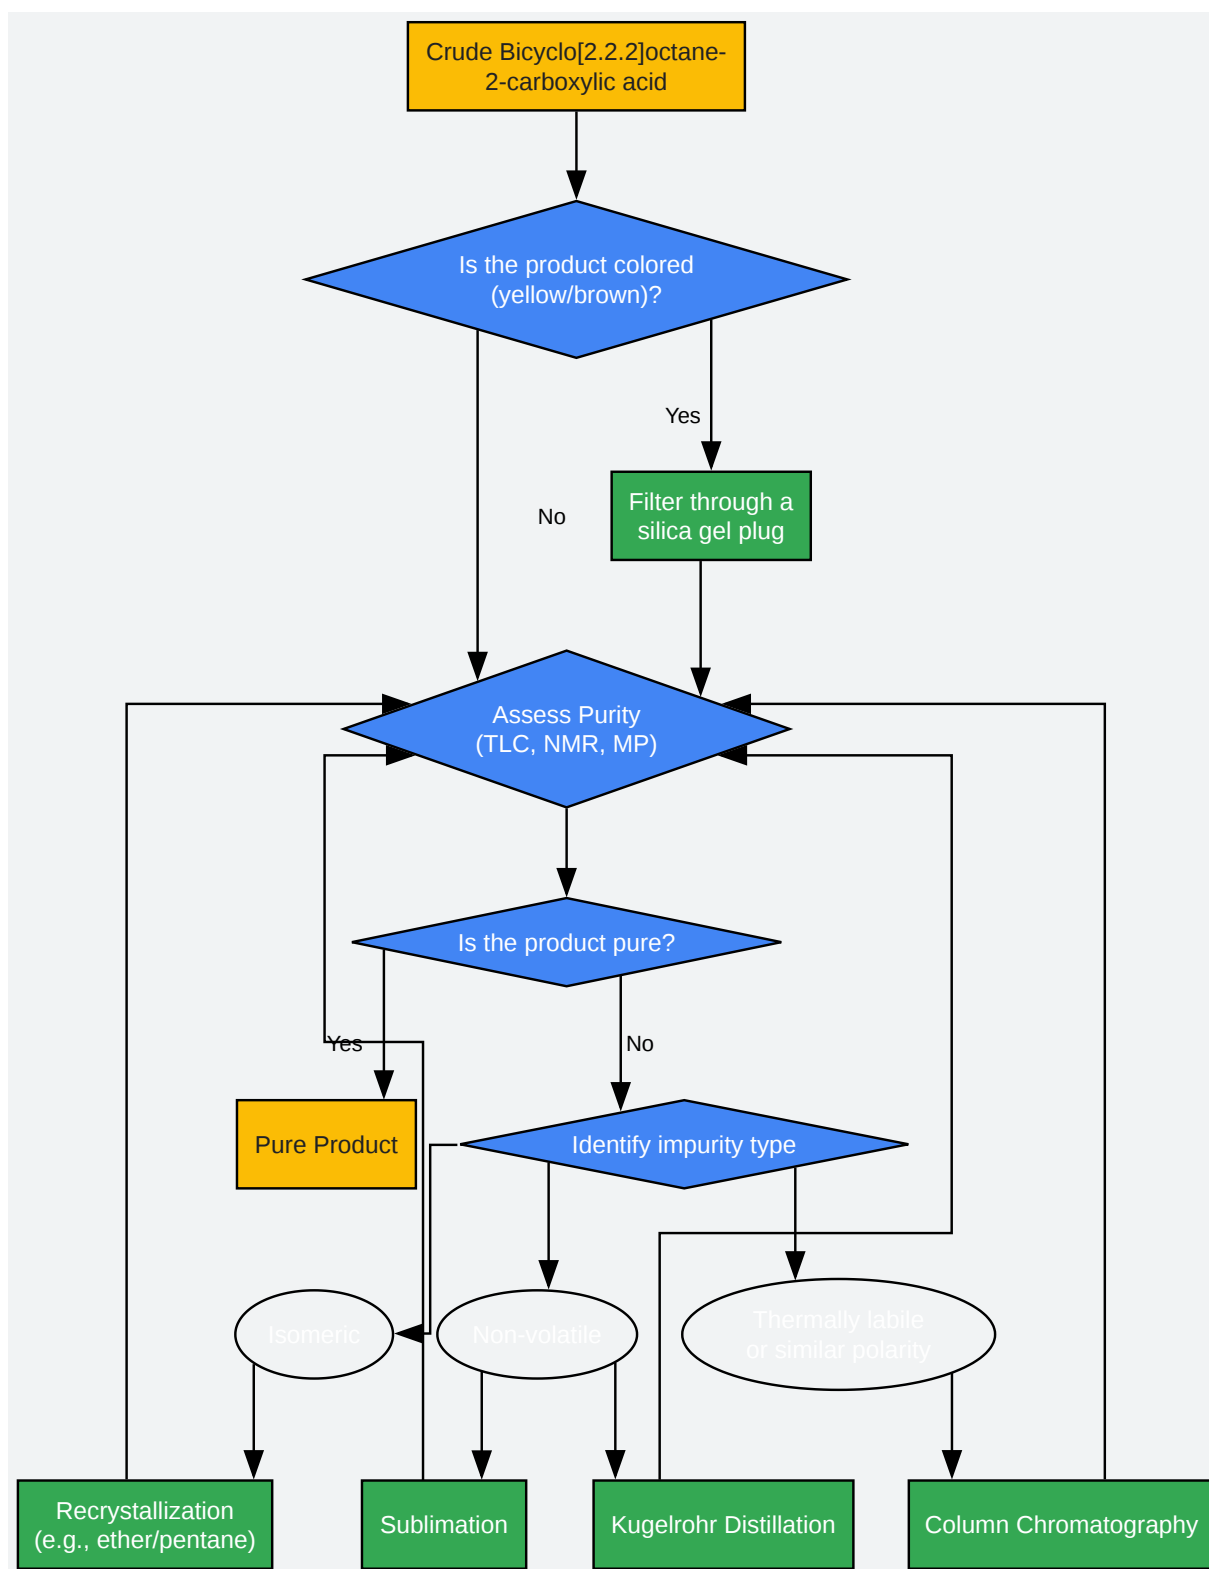 Crude Bicyclo[2.2.2]octane-
2-carboxylic acid
Is the product colored
(yellow/brown)?
Yes
No
Filter through a
silica gel plug
Assess Purity
(TLC, NMR, MP)
Is the product pure?
Yes
No
Pure Product
Identify impurity type
Isomeric
Non-volatile
Thermally labile
or similar polarity
Recrystallization
(e.g., ether/pentane)
Sublimation
Kugelrohr Distillation
Column Chromatography